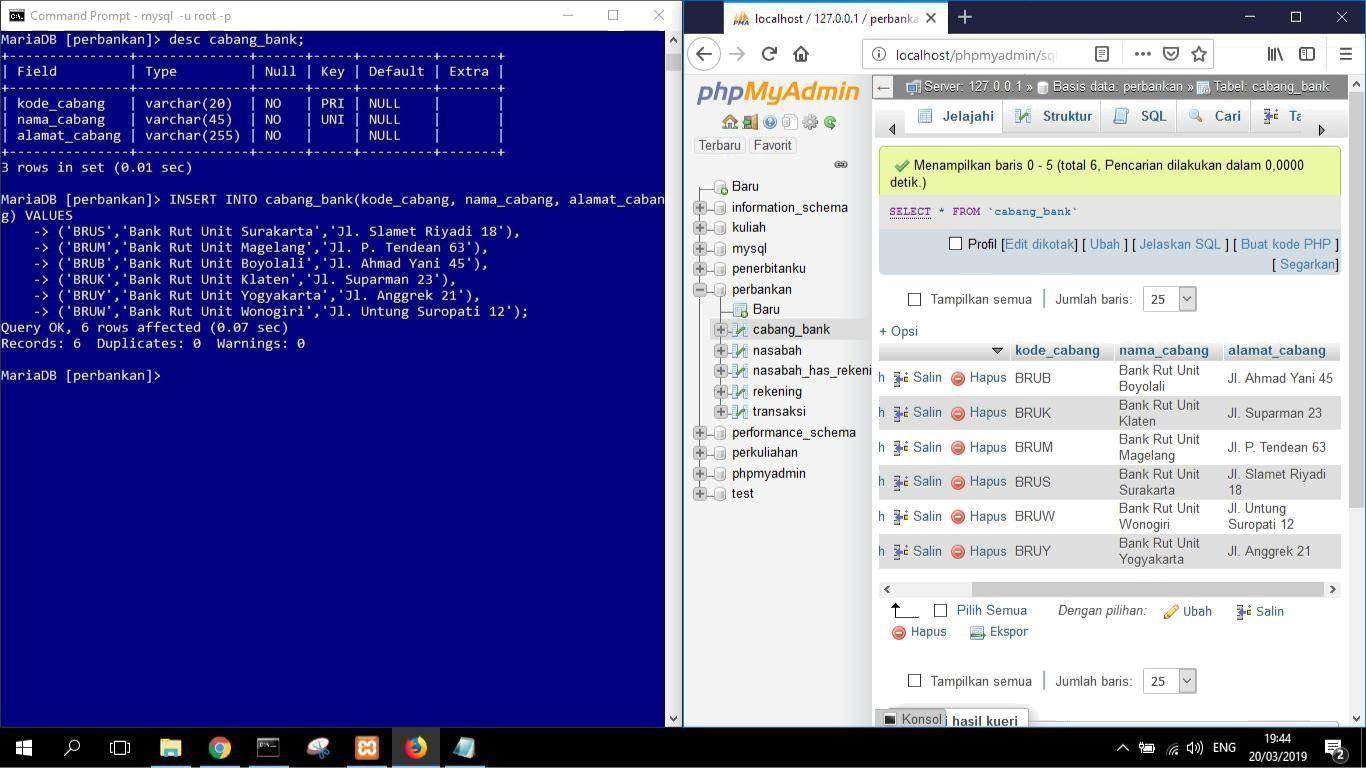 Command Prompt - mysql -u root -p
MariaDB [perbankan]> desc cabang_bank;
+---------------+--------------+------+-----+---------+-------+
| Field         | Type         | Null | Key | Default | Extra |
+---------------+--------------+------+-----+---------+-------+
| kode_cabang   | varchar(20)  | NO   | PRI | NULL    |       |
| nama_cabang   | varchar(45)  | NO   | UNI | NULL    |       |
| alamat_cabang | varchar(255) | NO   |     | NULL    |       |
+---------------+--------------+------+-----+---------+-------+
3 rows in set (0.01 sec)
MariaDB [perbankan]> INSERT INTO cabang_bank(kode_cabang, nama_cabang, alamat_caban
g) VALUES
    -> ('BRUS','Bank Rut Unit Surakarta','Jl. Slamet Riyadi 18'),
    -> ('BRUM','Bank Rut Unit Magelang','Jl. P. Tendean 63'),
    -> ('BRUB','Bank Rut Unit Boyolali','Jl. Ahmad Yani 45'),
    -> ('BRUK','Bank Rut Unit Klaten','Jl. Suparman 23'),
    -> ('BRUY','Bank Rut Unit Yogyakarta','Jl. Anggrek 21'),
    -> ('BRUW','Bank Rut Unit Wonogiri','Jl. Untung Suropati 12');
Query OK, 6 rows affected (0.07 sec)
Records: 6  Duplicates: 0  Warnings: 0
MariaDB [perbankan]>
localhost / 127.0.0.1 / perbanka
localhost/phpmyadmin/sql
phpMyAdmin
Terbaru Favorit
Baru
information_schema
kuliah
mysql
penerbitanku
perbankan
Baru
cabang_bank
nasabah
nasabah_has_rekeni
rekening
transaksi
performance_schema
perkuliahan
phpmyadmin
test
Server: 127.0.0.1 » Basis data: perbankan » Tabel: cabang_bank
Jelajahi Struktur SQL Cari Ta
Menampilkan baris 0 - 5 (total 6, Pencarian dilakukan dalam 0,0000
detik.)
SELECT * FROM `cabang_bank`
Profil [Edit dikotak] [ Ubah ] [ Jelaskan SQL ] [ Buat kode PHP ]
[ Segarkan]
Tampilkan semua | Jumlah baris: 25
+ Opsi
kode_cabang nama_cabang alamat_cabang
h Salin Hapus BRUB Bank Rut Unit Boyolali Jl. Ahmad Yani 45
h Salin Hapus BRUK Bank Rut Unit Klaten Jl. Suparman 23
h Salin Hapus BRUM Bank Rut Unit Magelang Jl. P. Tendean 63
h Salin Hapus BRUS Bank Rut Unit Surakarta Jl. Slamet Riyadi 18
h Salin Hapus BRUW Bank Rut Unit Wonogiri Jl. Untung Suropati 12
h Salin Hapus BRUY Bank Rut Unit Yogyakarta Jl. Anggrek 21
Pilih Semua Dengan pilihan: Ubah Salin
Hapus Ekspor
Tampilkan semua | Jumlah baris: 25
Konsol i hasil kueri
ENG
19:44
20/03/2019
2